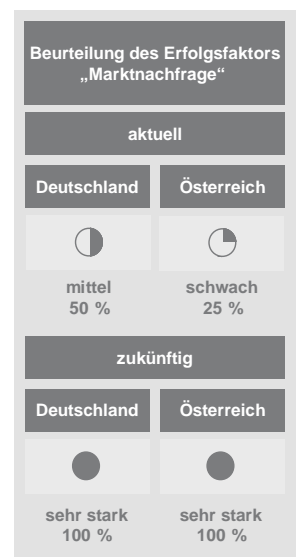 Beurteilung des Erfolgsfaktors
„Marktnachfrage“
aktuell
Deutschland Österreich
mittel schwach
50 % 25 %
zukünftig
Deutschland Österreich
sehr stark sehr stark
100 % 100 %